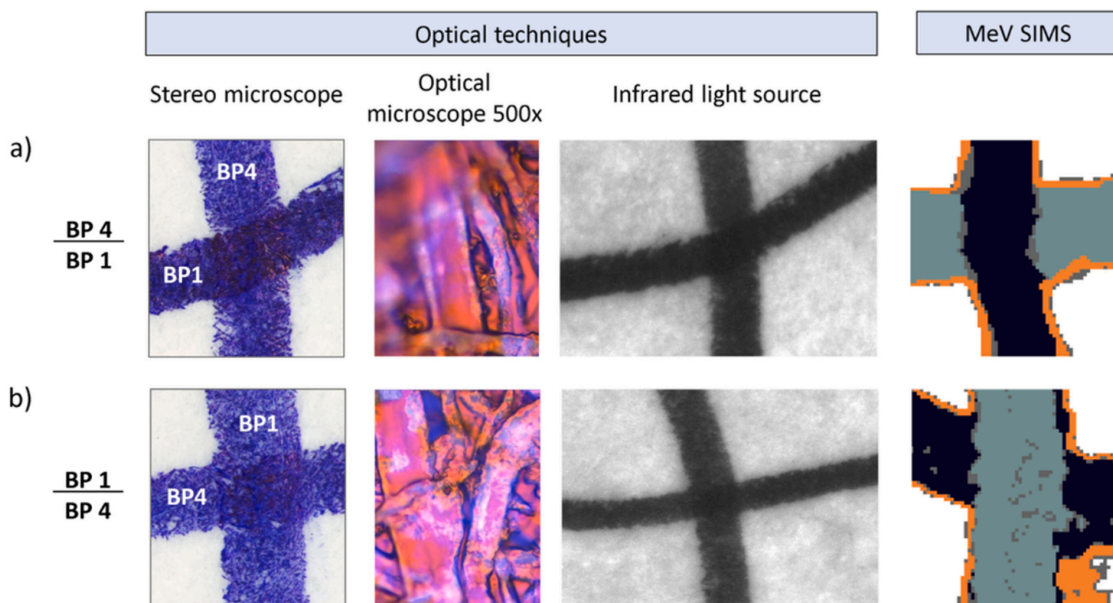 Optical techniques
MeV SIMS
Stereo microscope
Optical
microscope 500x
Infrared light source
a)
BP 4
BP 1
BP4
BP1
b)
BP 1
BP 4
BP1
BP4